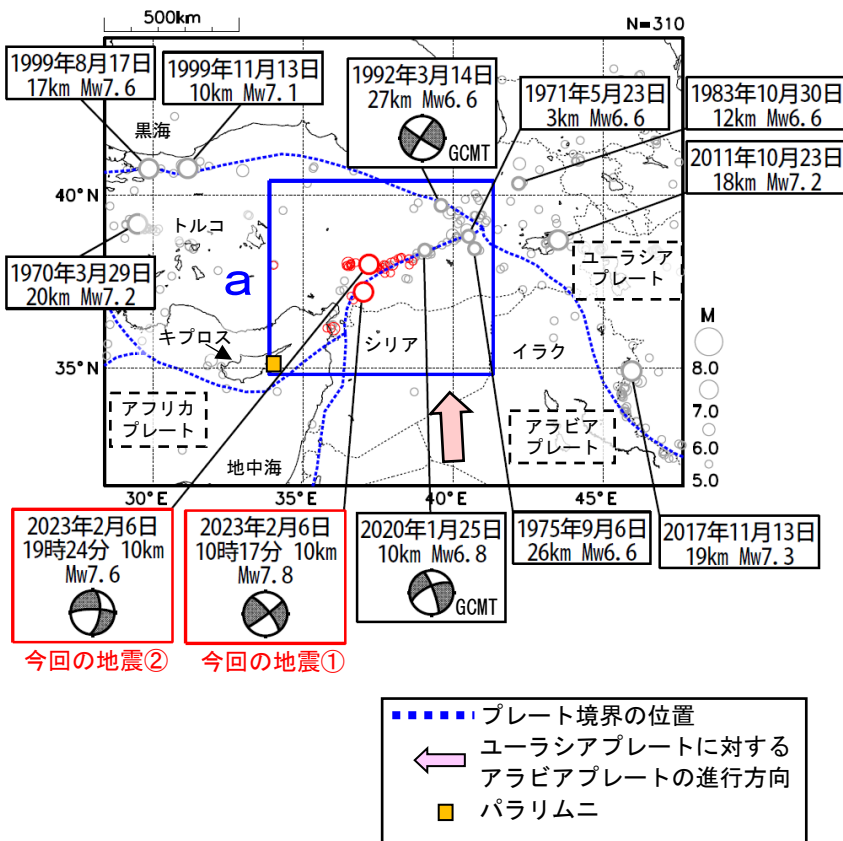 500km
N=310
1999年8月17日
17km Mw7.6
1999年11月13日
10km Mw7.1
1992年3月14日
27km Mw6.6
GCMT
1971年5月23日
3km Mw6.6
1983年10月30日
12km Mw6.6
2011年10月23日
18km Mw7.2
黒海
40°N
トルコ
1970年3月29日
20km Mw7.2
a
ユーラシア
プレート
キプロス
シリア
イラク
35°N
アフリカ
プレート
アラビア
プレート
地中海
M
8.0
7.0
6.0
5.0
30°E
35°E
40°E
45°E
2023年2月6日
19時24分 10km
Mw7.6
今回の地震②
2023年2月6日
10時17分 10km
Mw7.8
今回の地震①
2020年1月25日
10km Mw6.8
GCMT
1975年9月6日
26km Mw6.6
2017年11月13日
19km Mw7.3
プレート境界の位置
ユーラシアプレートに対する
アラビアプレートの進行方向
パラリムニ